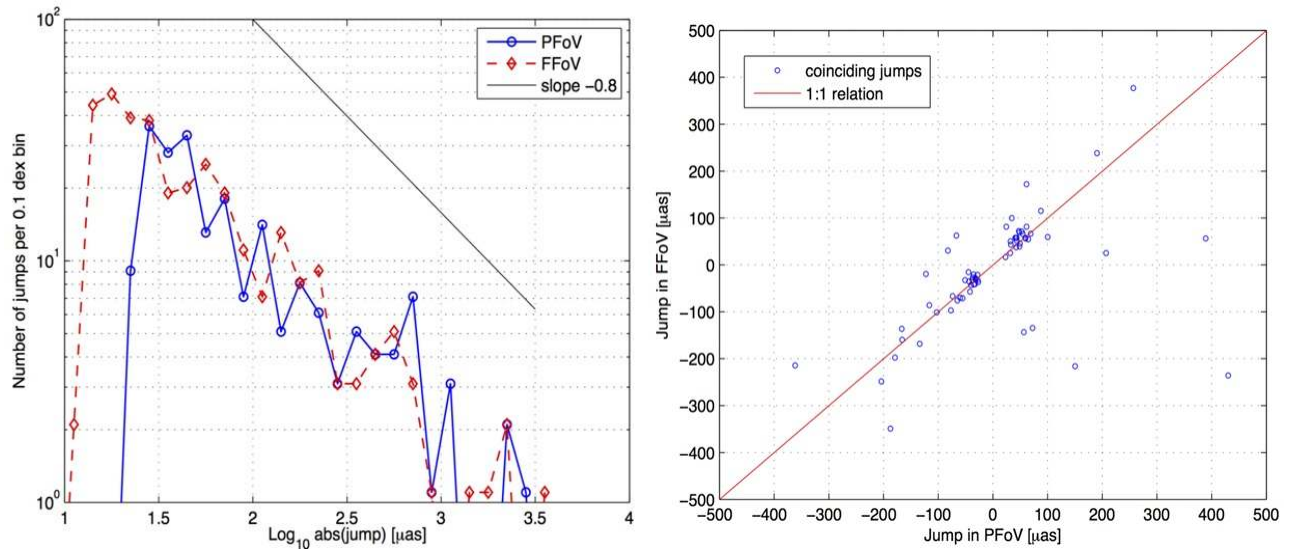 10²
10¹
10⁰
Number of jumps per 0.1 dex bin
PFoV
FFoV
slope −0.8
1 1.5 2 2.5 3 3.5 4
Log₁₀ abs(jump) [μas]
500
400
300
200
100
0
−100
−200
−300
−400
−500
Jump in FFoV [μas]
coinciding jumps
1:1 relation
−500 −400 −300 −200 −100 0 100 200 300 400 500
Jump in PFoV [μas]